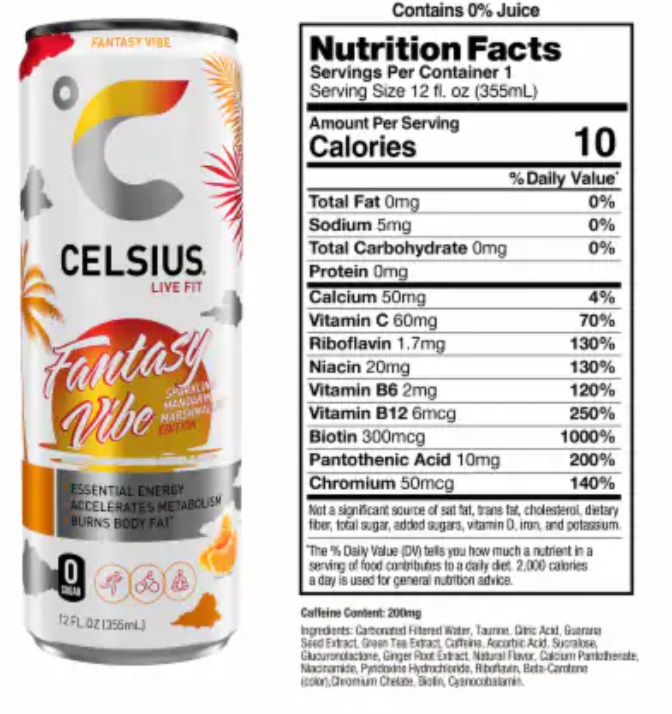 FANTASY VIBE
CELSIUS.
LIVE FIT
Fantasy
Vibe
SPARKLING
MANDARIN
MARSHMALLOW
EDITION
ESSENTIAL ENERGY
ACCELERATES METABOLISM
BURNS BODY FAT*
0
SUGAR
12 FL.OZ (355mL)
Contains 0% Juice
Nutrition Facts
Servings Per Container 1
Serving Size 12 fl. oz (355mL)
Amount Per Serving
Calories 10
% Daily Value*
Total Fat 0mg 0%
Sodium 5mg 0%
Total Carbohydrate 0mg 0%
Protein 0mg
Calcium 50mg 4%
Vitamin C 60mg 70%
Riboflavin 1.7mg 130%
Niacin 20mg 130%
Vitamin B6 2mg 120%
Vitamin B12 6mcg 250%
Biotin 300mcg 1000%
Pantothenic Acid 10mg 200%
Chromium 50mcg 140%
Not a significant source of sat fat, trans fat, cholesterol, dietary
fiber, total sugar, added sugars, vitamin D, iron, and potassium.
*The % Daily Value (DV) tells you how much a nutrient in a
serving of food contributes to a daily diet. 2,000 calories
a day is used for general nutrition advice.
Caffeine Content: 200mg
Ingredients: Carbonated Filtered Water, Taurine, Citric Acid, Guarana
Seed Extract, Green Tea Extract, Caffeine, Ascorbic Acid, Sucralose,
Glucuronolactone, Ginger Root Extract, Natural Flavor, Calcium Pantothenate,
Niacinamide, Pyridoxine Hydrochloride, Riboflavin, Beta-Carotene
(color),Chromium Chelate, Biotin, Cyanocobalamin.